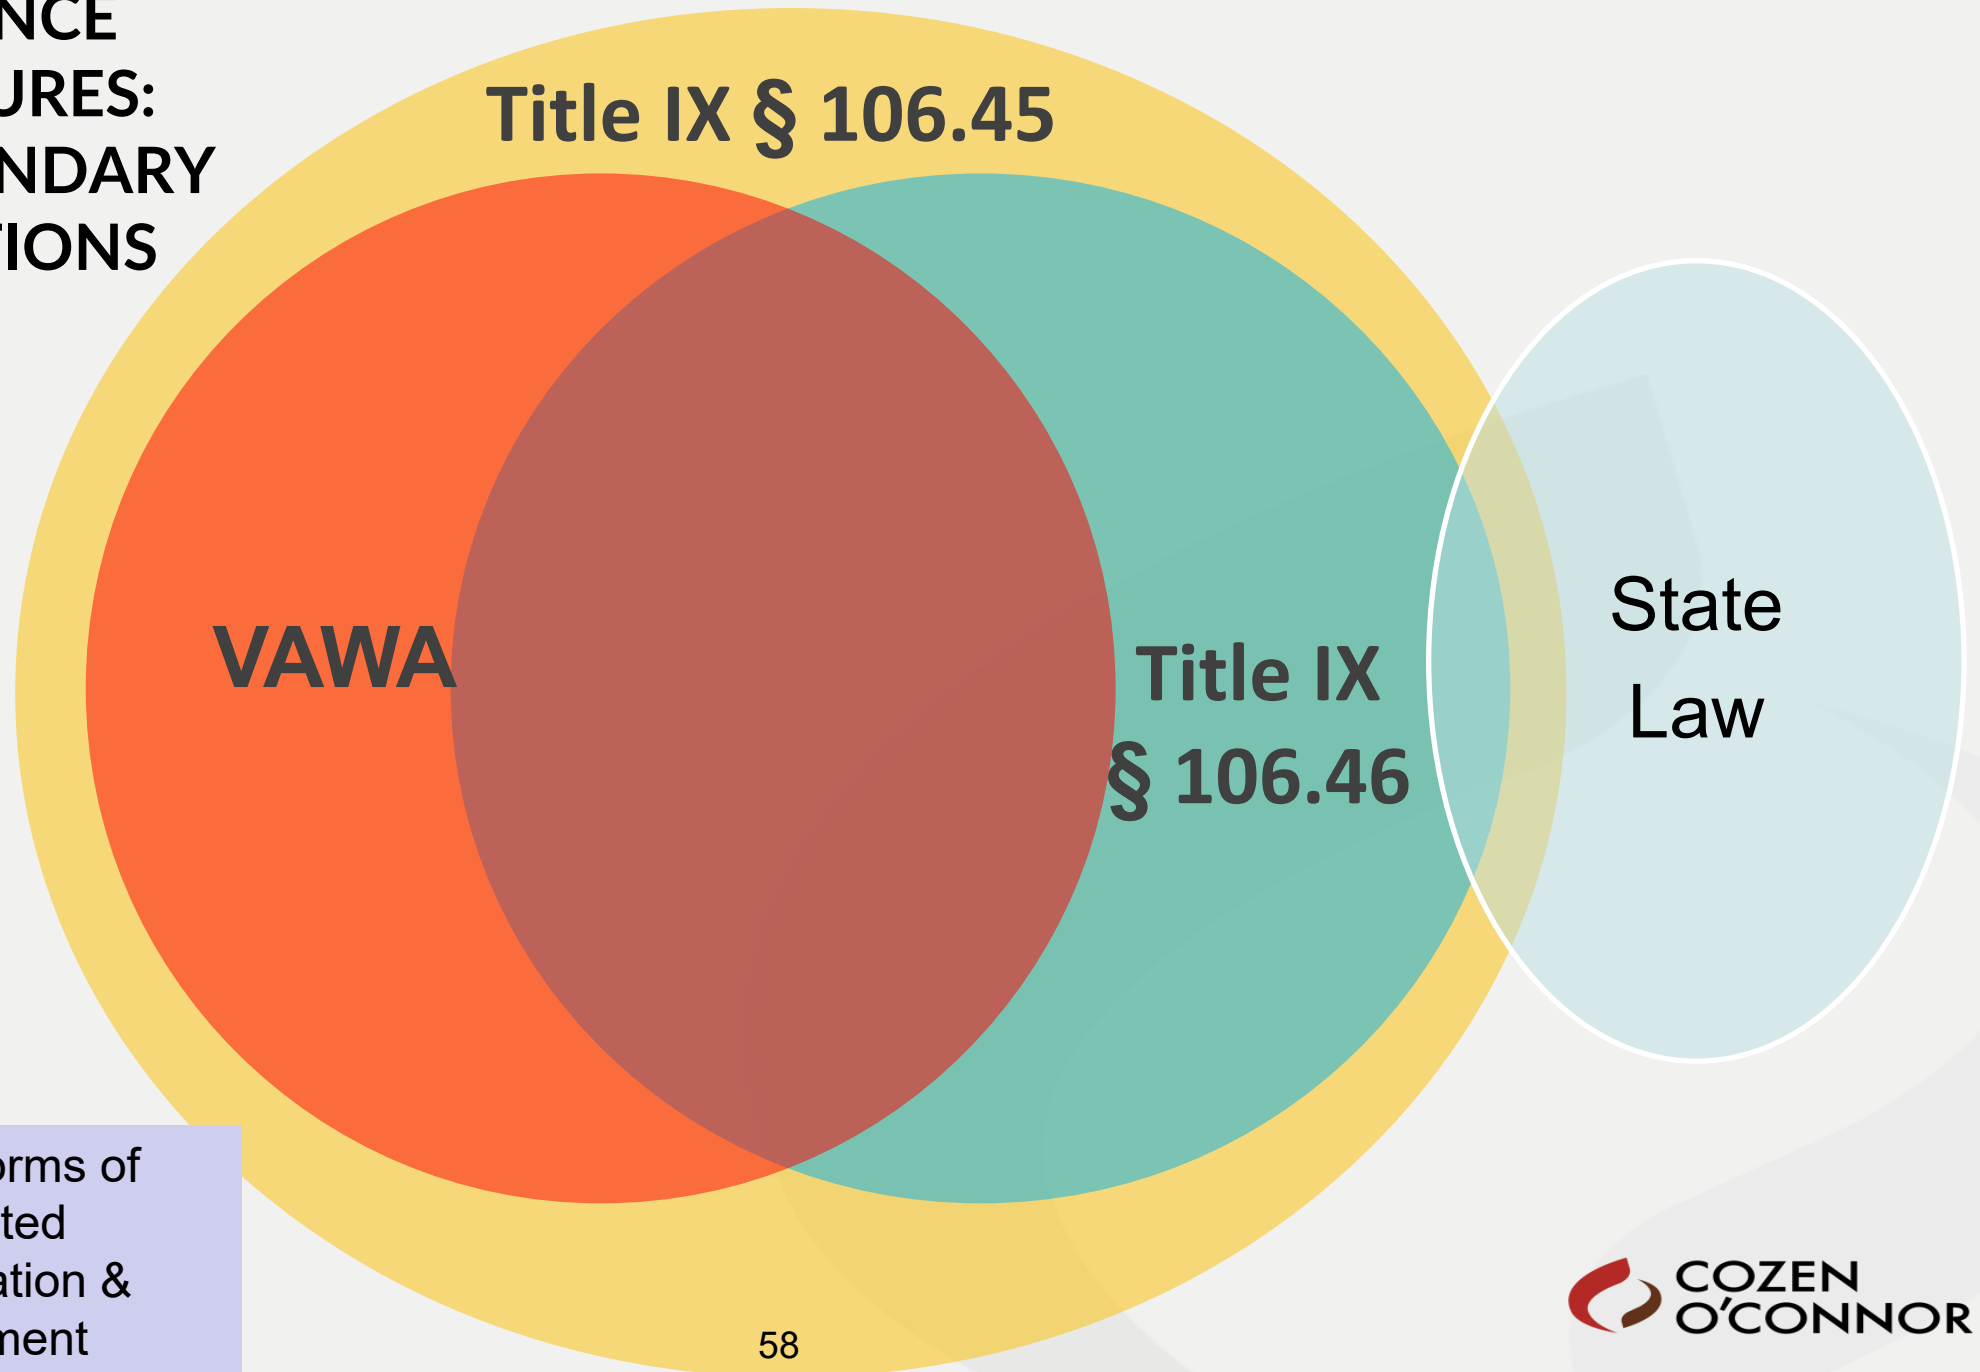 NCE
URES:
NDARY
TIONS
Title IX § 106.45
VAWA
Title IX
§ 106.46
State
Law
orms of
ted
ation &
ment
58
COZEN
O'CONNOR